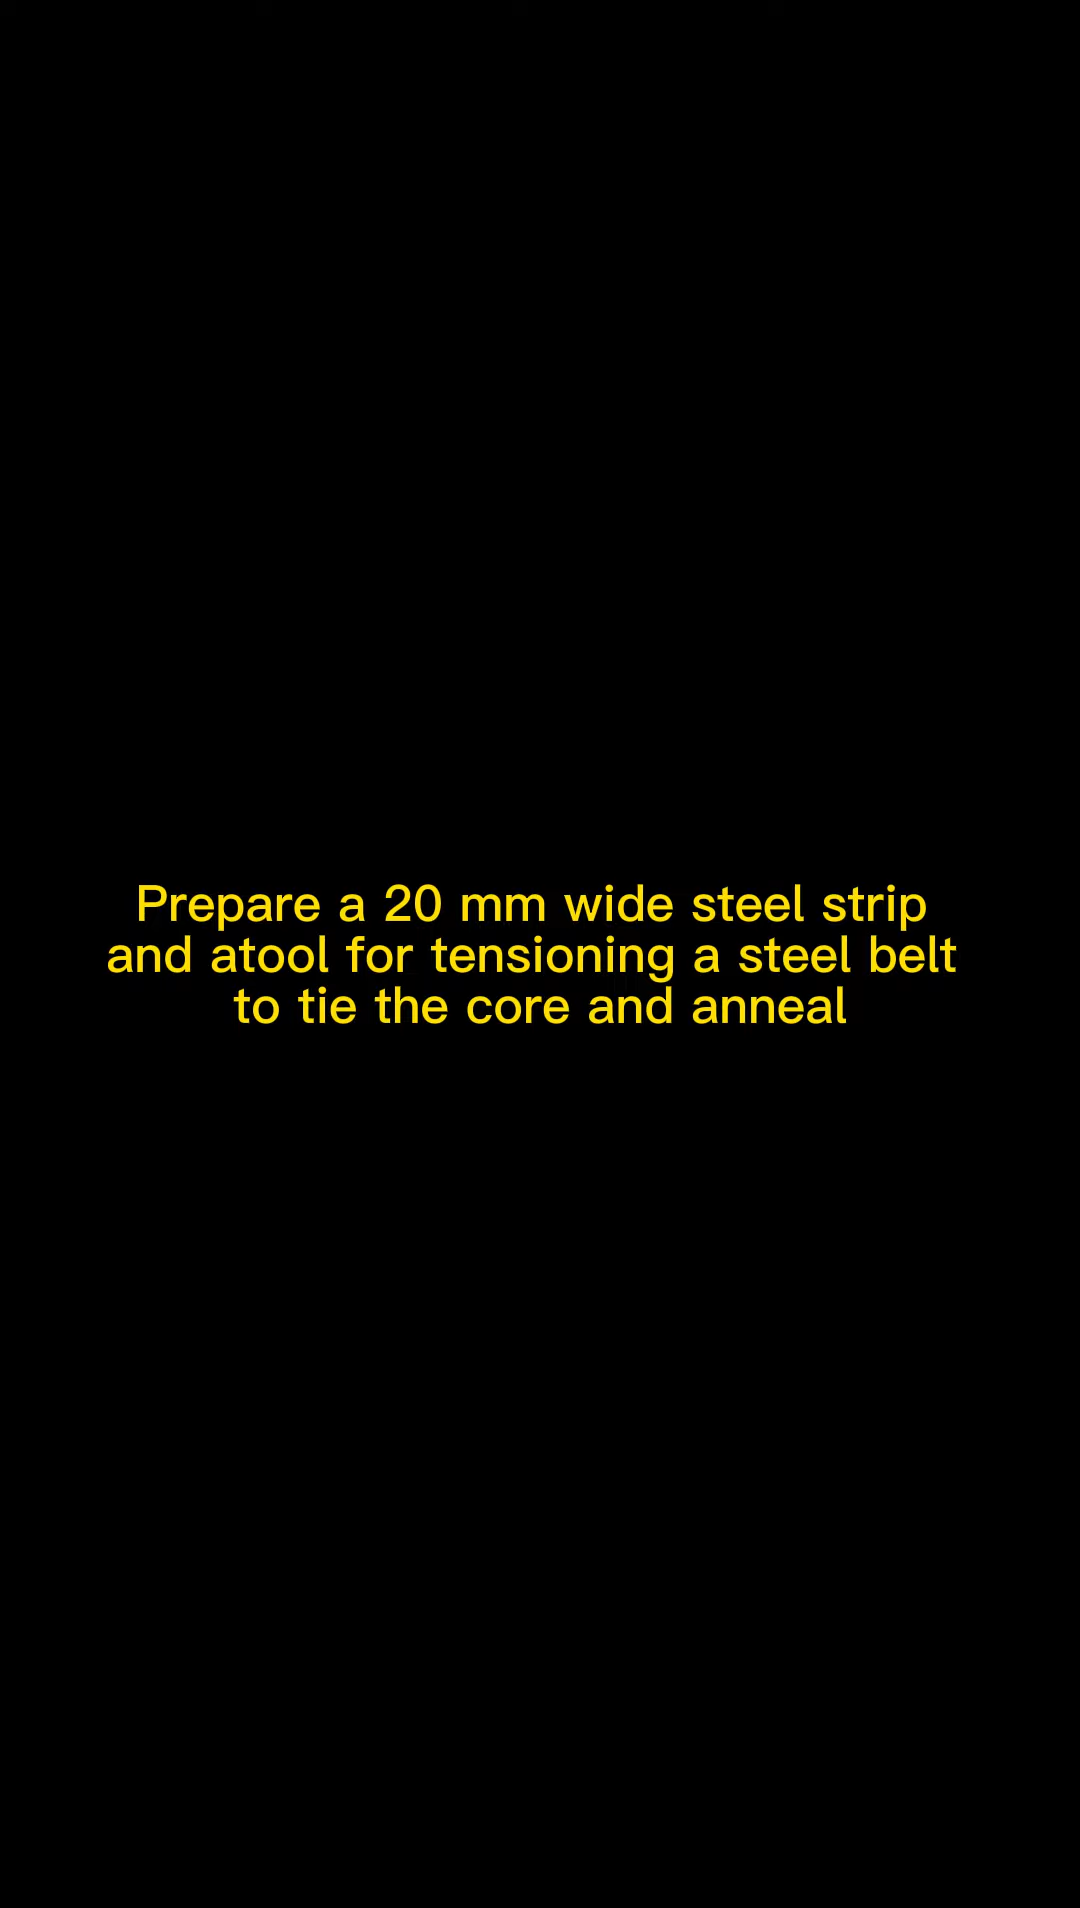 Prepare a 20 mm wide steel strip
and atool for tensioning a steel belt
to tie the core and anneal